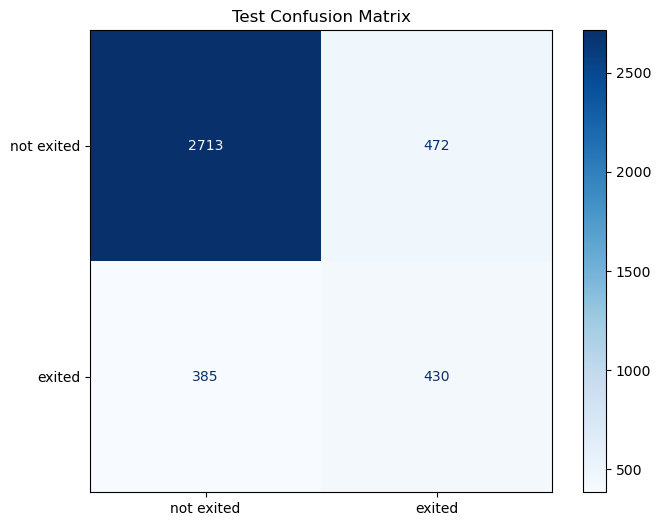 Test Confusion Matrix
not exited
2713
472
exited
385
430
not exited
exited
2500
2000
1500
1000
500